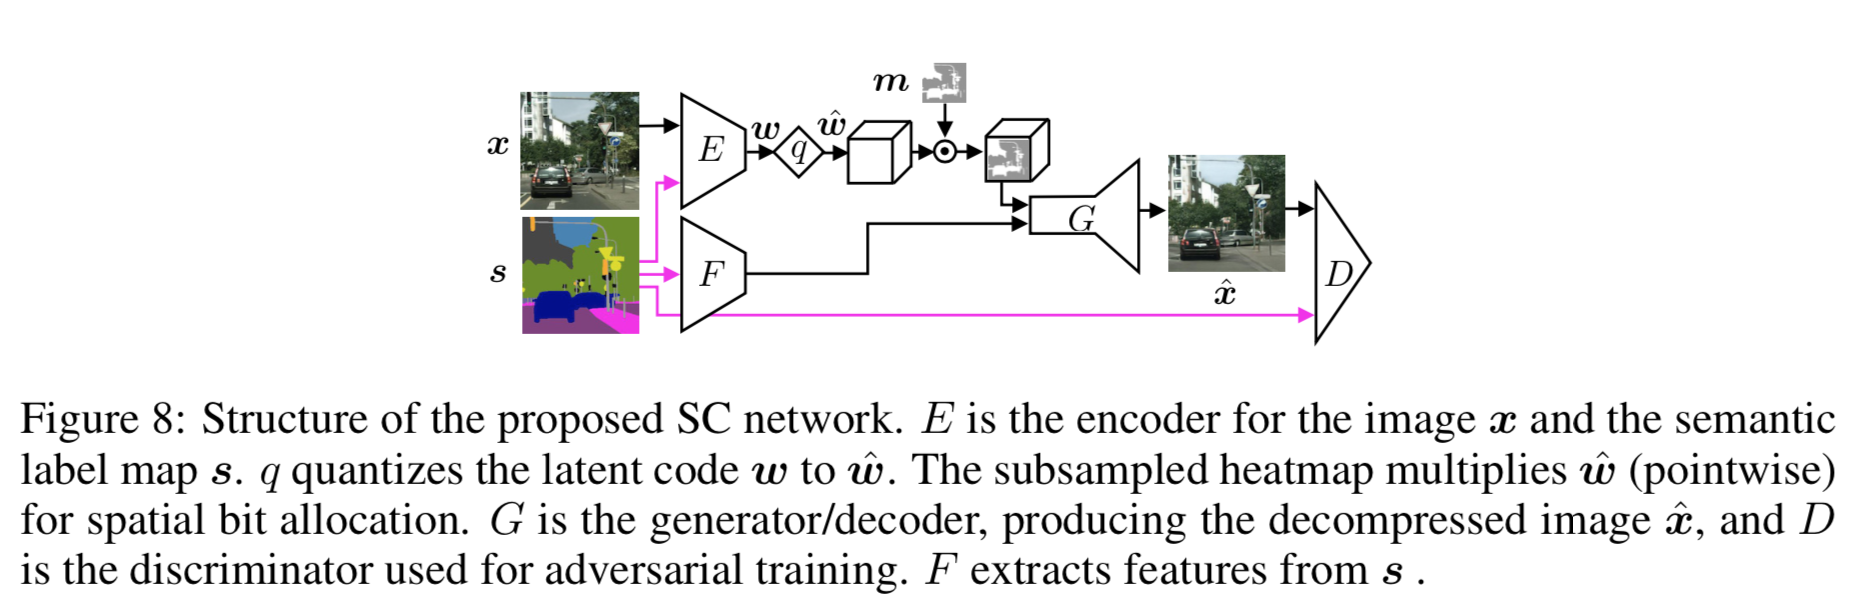 m
x
E
w
q
ŵ
G
x̂
D
s
F
Figure 8: Structure of the proposed SC network. E is the encoder for the image x and the semantic
label map s. q quantizes the latent code w to ŵ. The subsampled heatmap multiplies ŵ (pointwise)
for spatial bit allocation. G is the generator/decoder, producing the decompressed image x̂, and D
is the discriminator used for adversarial training. F extracts features from s .